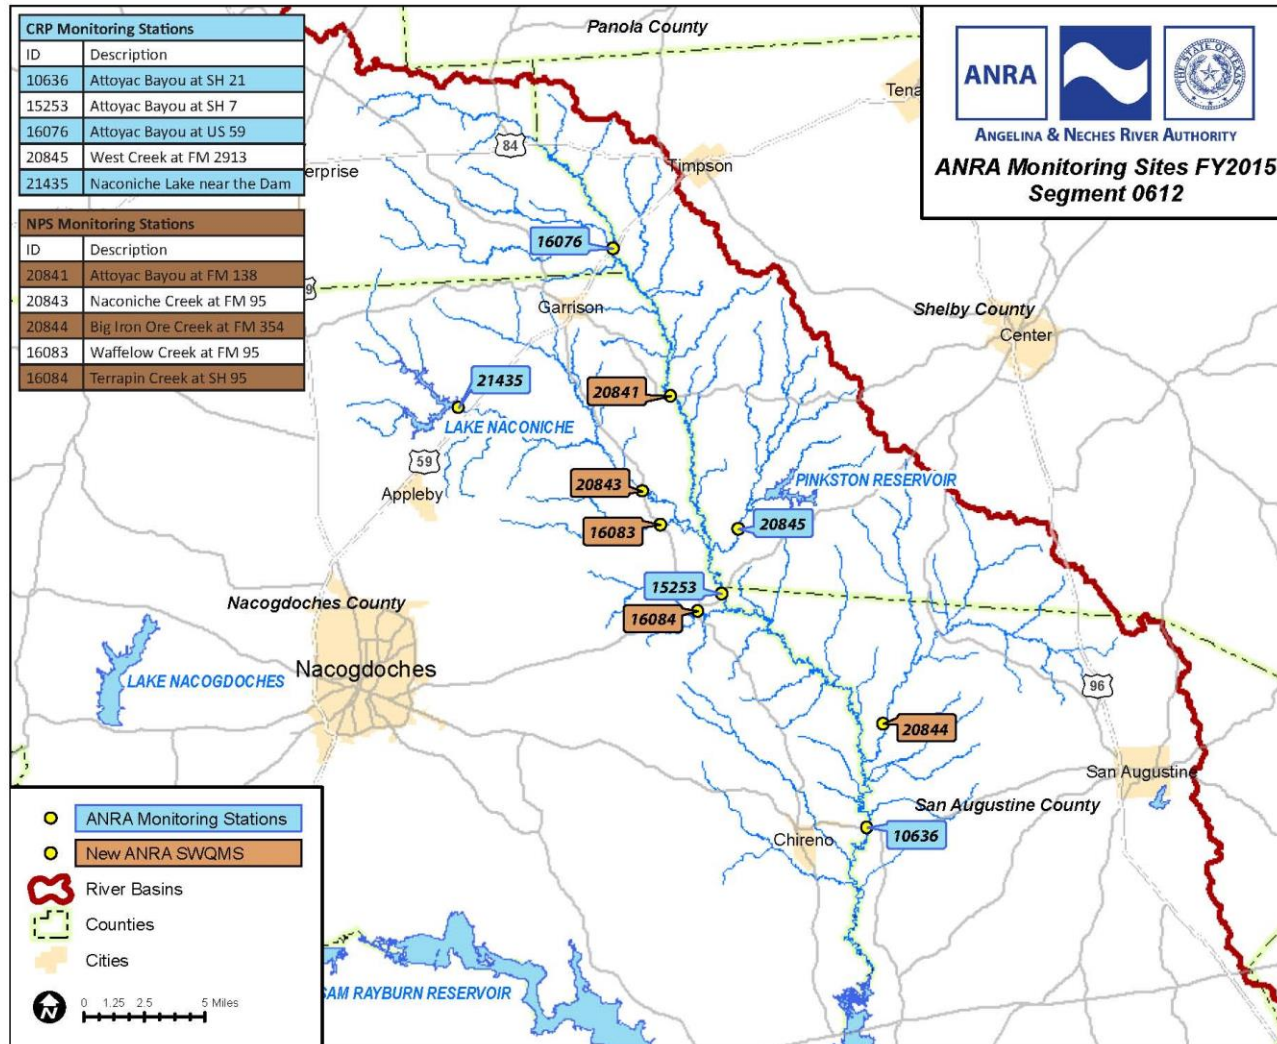 CRP Monitoring Stations
ID Description
10636 Attoyac Bayou at SH 21
15253 Attoyac Bayou at SH 7
16076 Attoyac Bayou at US 59
20845 West Creek at FM 2913
21435 Naconiche Lake near the Dam
NPS Monitoring Stations
ID Description
20841 Attoyac Bayou at FM 138
20843 Naconiche Creek at FM 95
20844 Big Iron Ore Creek at FM 354
16083 Waffelow Creek at FM 95
16084 Terrapin Creek at SH 95
ANRA
THE STATE OF TEXAS
ANGELINA & NECHES RIVER AUTHORITY
ANRA Monitoring Sites FY2015
Segment 0612
Panola County
Tena
84
Timpson
erprise
16076
9
Garrison
Shelby County
Center
21435
20841
LAKE NACONICHE
59
Appleby
20843
PINKSTON RESERVOIR
16083
20845
15253
Nacogdoches County
16084
Nacogdoches
LAKE NACOGDOCHES
96
20844
San Augustine
San Augustine County
Chireno
10636
SAM RAYBURN RESERVOIR
ANRA Monitoring Stations
New ANRA SWQMS
River Basins
Counties
Cities
N
0 1.25 2.5 5 Miles